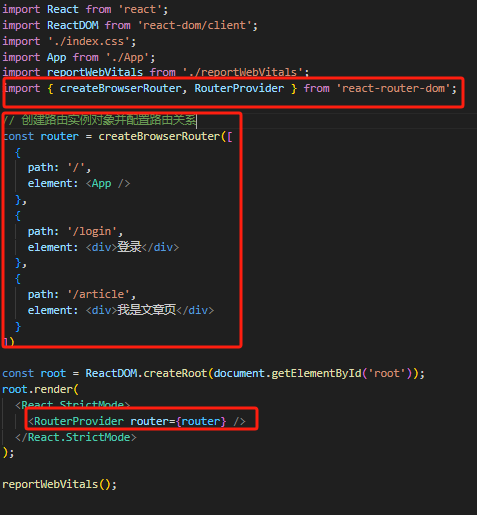 import React from 'react';
import ReactDOM from 'react-dom/client';
import './index.css';
import App from './App';
import reportWebVitals from './reportWebVitals';
import { createBrowserRouter, RouterProvider } from 'react-router-dom';
// 创建路由实例对象并配置路由关系
const router = createBrowserRouter([
  {
    path: '/',
    element: <App />
  },
  {
    path: '/login',
    element: <div>登录</div>
  },
  {
    path: '/article',
    element: <div>我是文章页</div>
  }
])
const root = ReactDOM.createRoot(document.getElementById('root'));
root.render(
  <React.StrictMode>
    <RouterProvider router={router} />
  </React.StrictMode>
);
reportWebVitals();